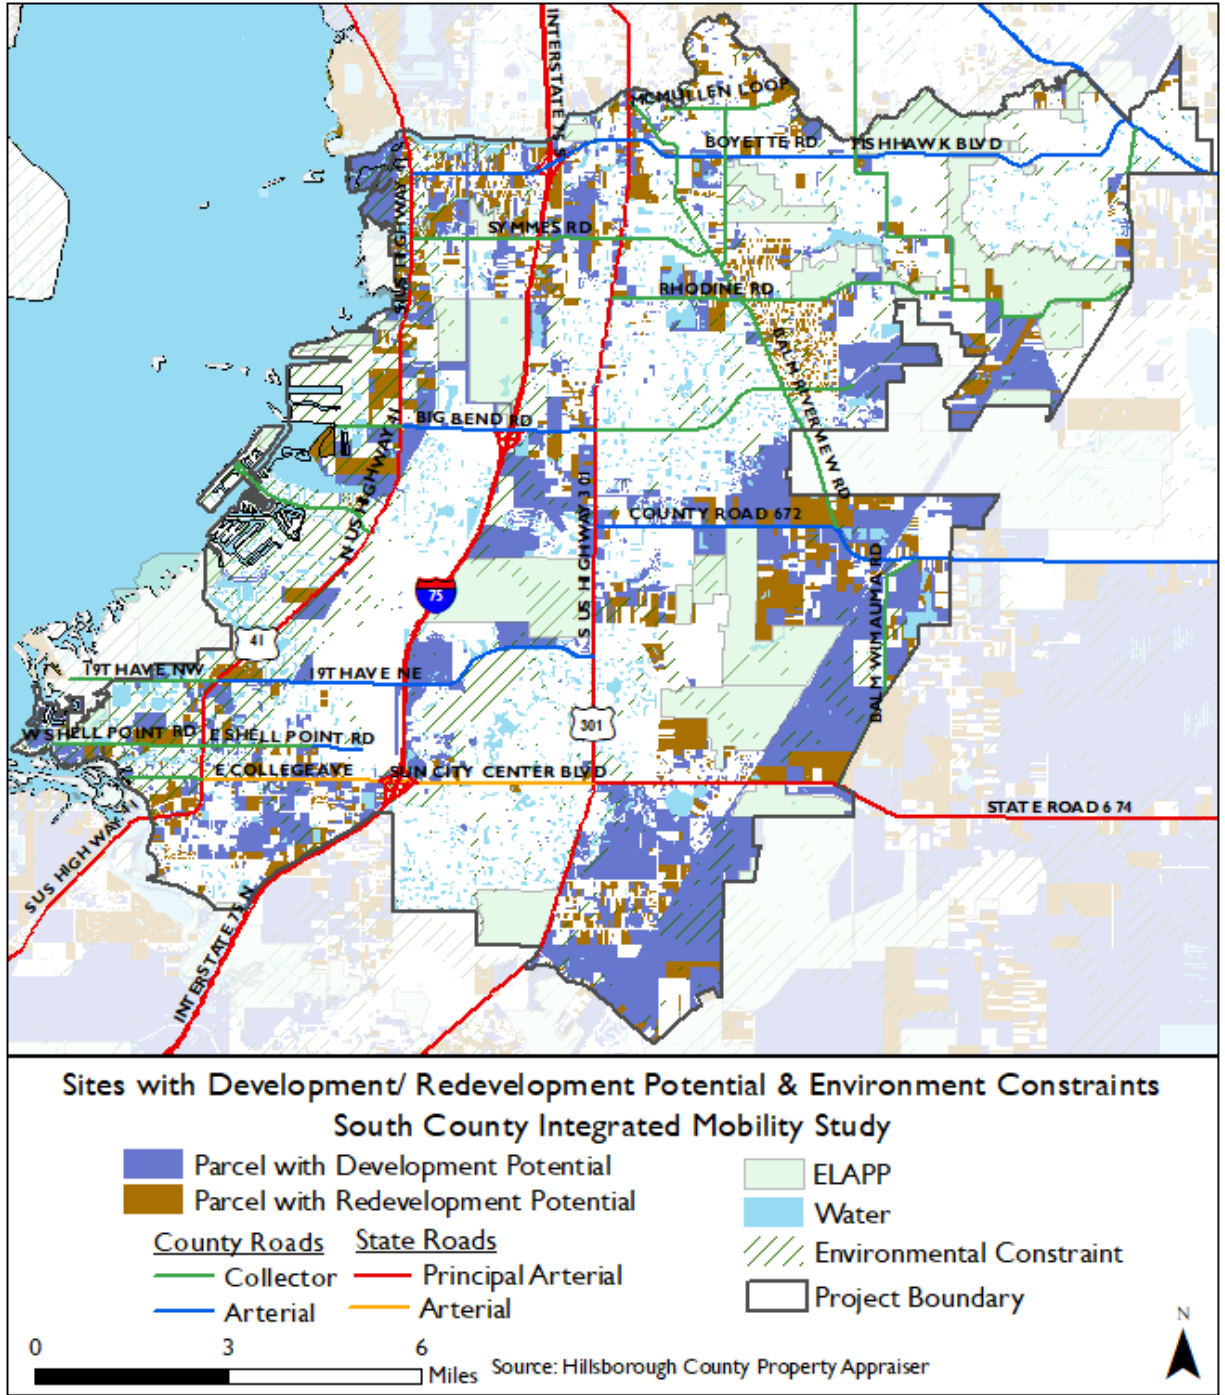 INTERSTATE 75 S
MCMULLEN LOOP
BOYETTE RD
FISHHAWK BLVD
S US HIGHWAY 41 S
SYMMES RD
RHODINE RD
BALM RIVERVIEW RD
BIG BEND RD
N US HIGHWAY 41
S US HIGHWAY 301
COUNTY ROAD 672
75
BALM WIMAUMA RD
41
19TH AVE NW
19TH AVE NE
301
W SHELL POINT RD
E SHELL POINT RD
E COLLEGE AVE
SUN CITY CENTER BLVD
STATE ROAD 674
S US HIGHWAY 41
INTERSTATE 75 N
Sites with Development/ Redevelopment Potential & Environment Constraints
South County Integrated Mobility Study
Parcel with Development Potential
Parcel with Redevelopment Potential
County Roads
State Roads
Collector
Principal Arterial
Arterial
Arterial
ELAPP
Water
Environmental Constraint
Project Boundary
0 3 6
Miles
Source: Hillsborough County Property Appraiser
N